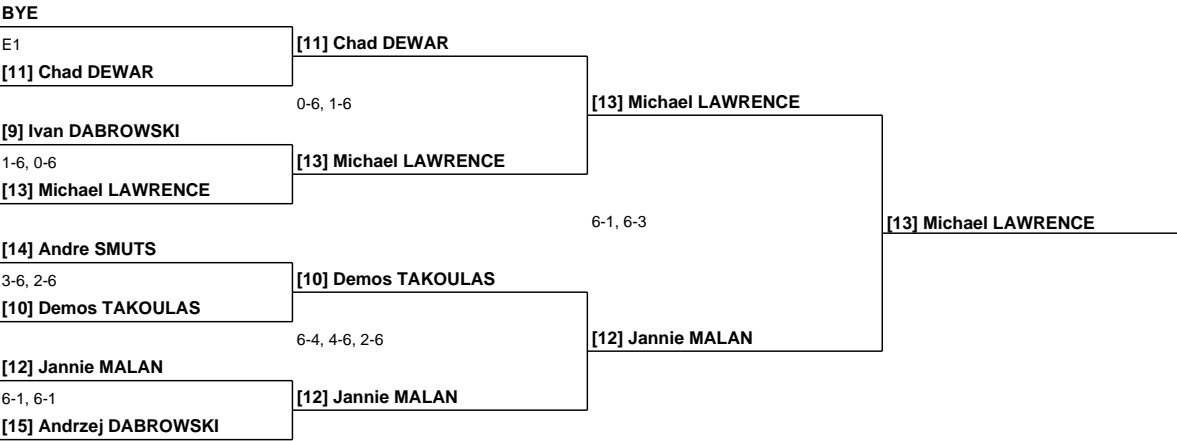 BYE
E1
[11] Chad DEWAR
[11] Chad DEWAR
0-6, 1-6
[13] Michael LAWRENCE
[9] Ivan DABROWSKI
1-6, 0-6
[13] Michael LAWRENCE
[13] Michael LAWRENCE
6-1, 6-3
[13] Michael LAWRENCE
[14] Andre SMUTS
3-6, 2-6
[10] Demos TAKOULAS
[10] Demos TAKOULAS
6-4, 4-6, 2-6
[12] Jannie MALAN
[12] Jannie MALAN
6-1, 6-1
[12] Jannie MALAN
[15] Andrzej DABROWSKI